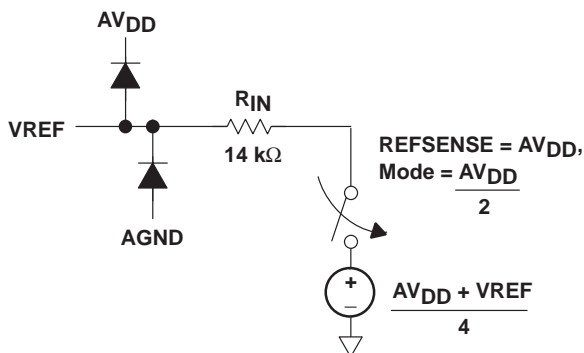 AVDD
RIN
VREF
14 kΩ
REFSENSE = AVDD,
Mode = AVDD
2
AGND
+
−
AVDD + VREF
4